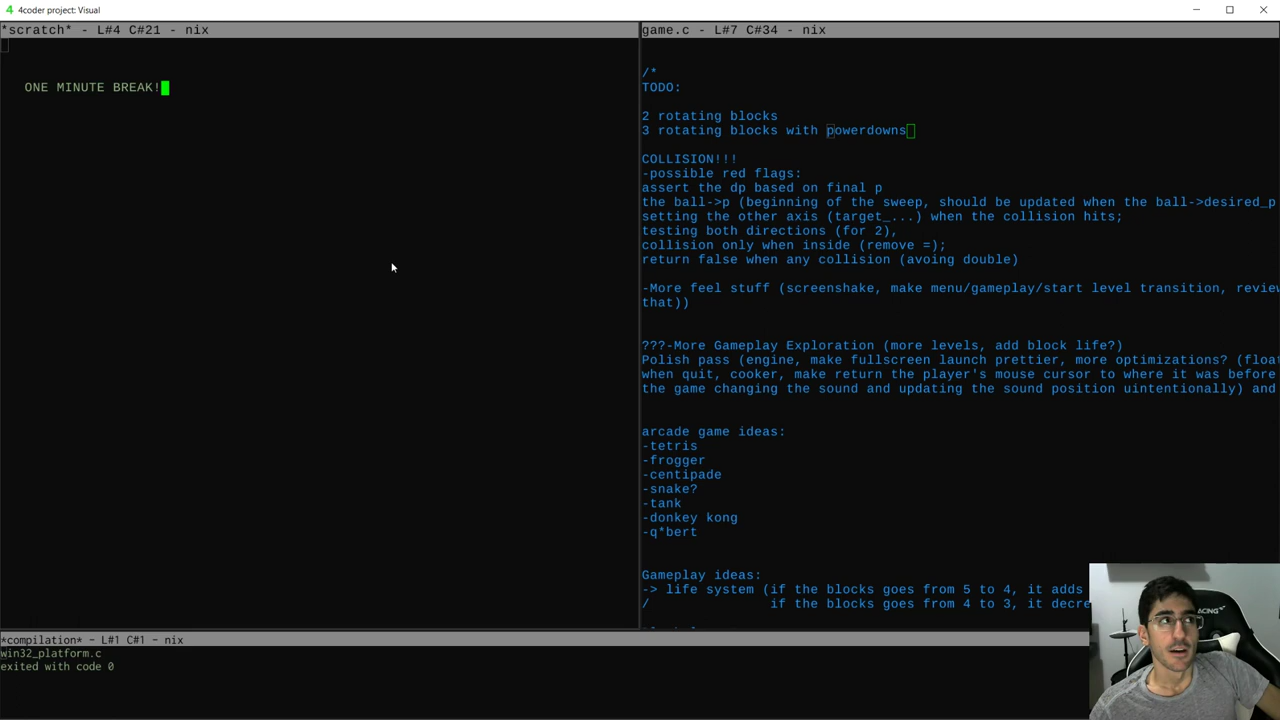 4coder project: Visual
*scratch* - L#4 C#21 - nix
ONE MINUTE BREAK!
game.c - L#7 C#34 - nix
/*
TODO:
2 rotating blocks
3 rotating blocks with powerdowns
COLLISION!!!
-possible red flags:
assert the dp based on final p
the ball->p (beginning of the sweep, should be updated when the ball->desired_p
setting the other axis (target_...) when the collision hits;
testing both directions (for 2),
collision only when inside (remove =);
return false when any collision (avoing double)
-More feel stuff (screenshake, make menu/gameplay/start level transition, revie
that))
???-More Gameplay Exploration (more levels, add block life?)
Polish pass (engine, make fullscreen launch prettier, more optimizations? (float
when quit, cooker, make return the player's mouse cursor to where it was before
the game changing the sound and updating the sound position uintentionally) and
arcade game ideas:
-tetris
-frogger
-centipade
-snake?
-tank
-donkey kong
-q*bert
Gameplay ideas:
-> life system (if the blocks goes from 5 to 4, it adds
/ if the blocks goes from 4 to 3, it decre
*compilation* - L#1 C#1 - nix
win32_platform.c
exited with code 0